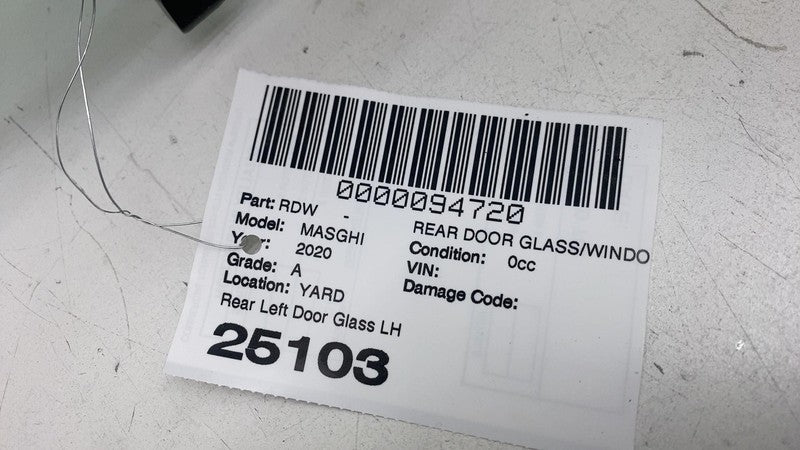 0000094720
Part: RDW - REAR DOOR GLASS/WINDO
Model: MASGHI Condition: 0cc
Year: 2020 VIN:
Grade: A Damage Code:
Location: YARD
Rear Left Door Glass LH
25103